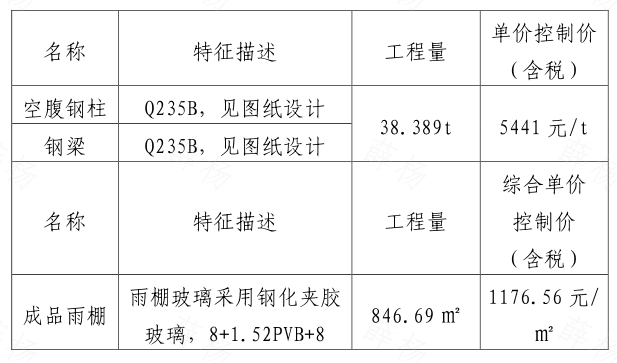 名称 特征描述 工程量 单价控制价
（含税）
空腹钢柱 Q235B，见图纸设计 38.389t 5441 元/t
钢梁 Q235B，见图纸设计
名称 特征描述 工程量 综合单价
控制价
（含税）
成品雨棚 雨棚玻璃采用钢化夹胶
玻璃，8+1.52PVB+8 846.69 ㎡ 1176.56 元/
㎡